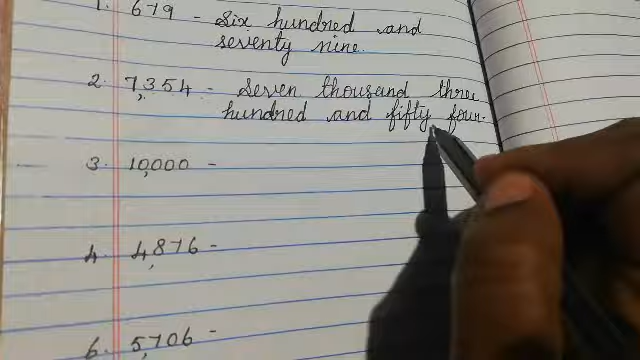 1. 679 - Six hundred and
seventy nine.
2. 7,354 - Seven thousand three
hundred and fifty four.
3. 10,000 -
4. 4,876 -
6. 5,706 -